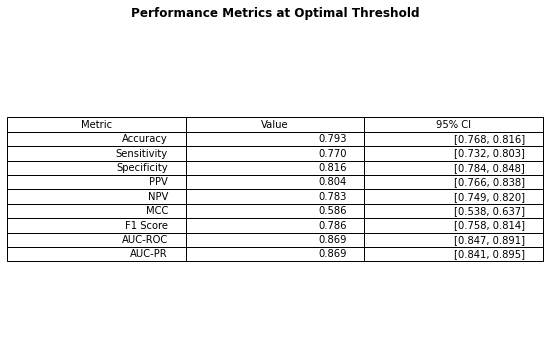 Performance Metrics at Optimal Threshold
Metric Value 95% CI
Accuracy 0.793 [0.768, 0.816]
Sensitivity 0.770 [0.732, 0.803]
Specificity 0.816 [0.784, 0.848]
PPV 0.804 [0.766, 0.838]
NPV 0.783 [0.749, 0.820]
MCC 0.586 [0.538, 0.637]
F1 Score 0.786 [0.758, 0.814]
AUC-ROC 0.869 [0.847, 0.891]
AUC-PR 0.869 [0.841, 0.895]